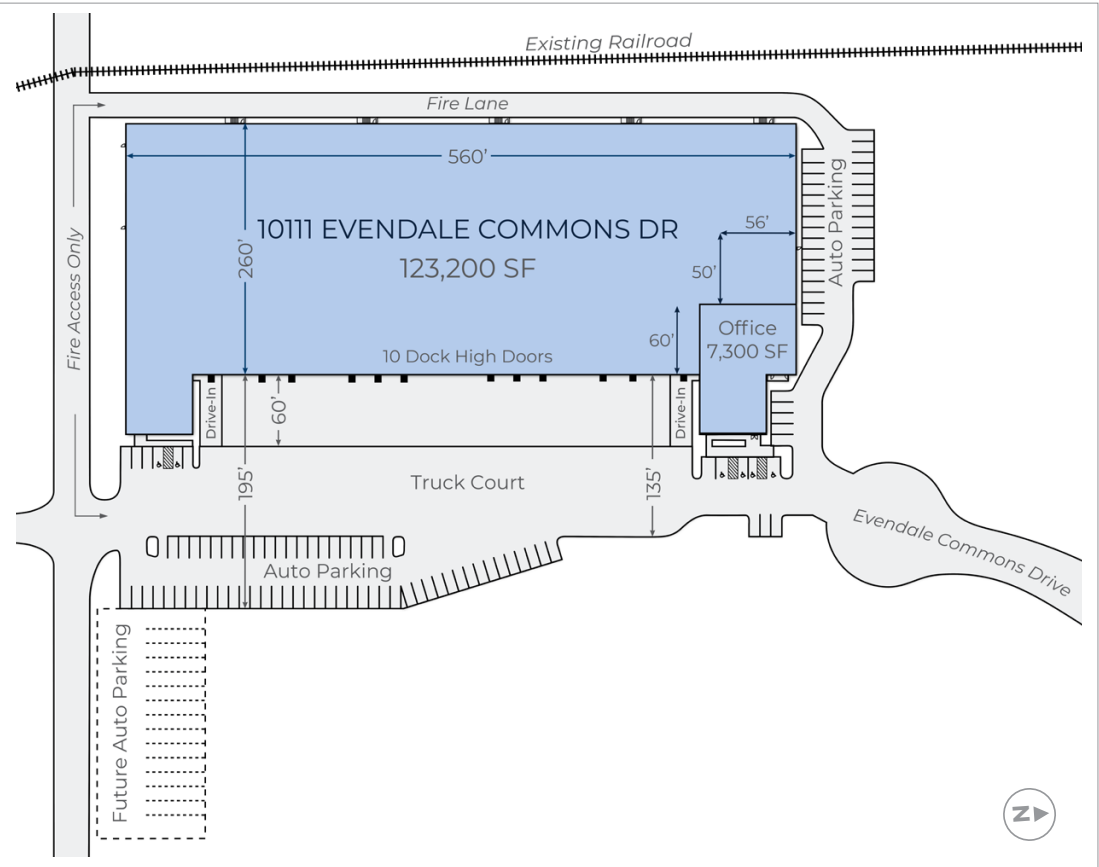 Existing Railroad
Fire Lane
560’
10111 EVENDALE COMMONS DR
123,200 SF
260’
56’
50’
Auto Parking
Fire Access Only
60’
Office
7,300 SF
10 Dock High Doors
Drive-In
60’
Drive-In
195’
Truck Court
135’
Evendale Commons Drive
Auto Parking
Future Auto Parking
Z